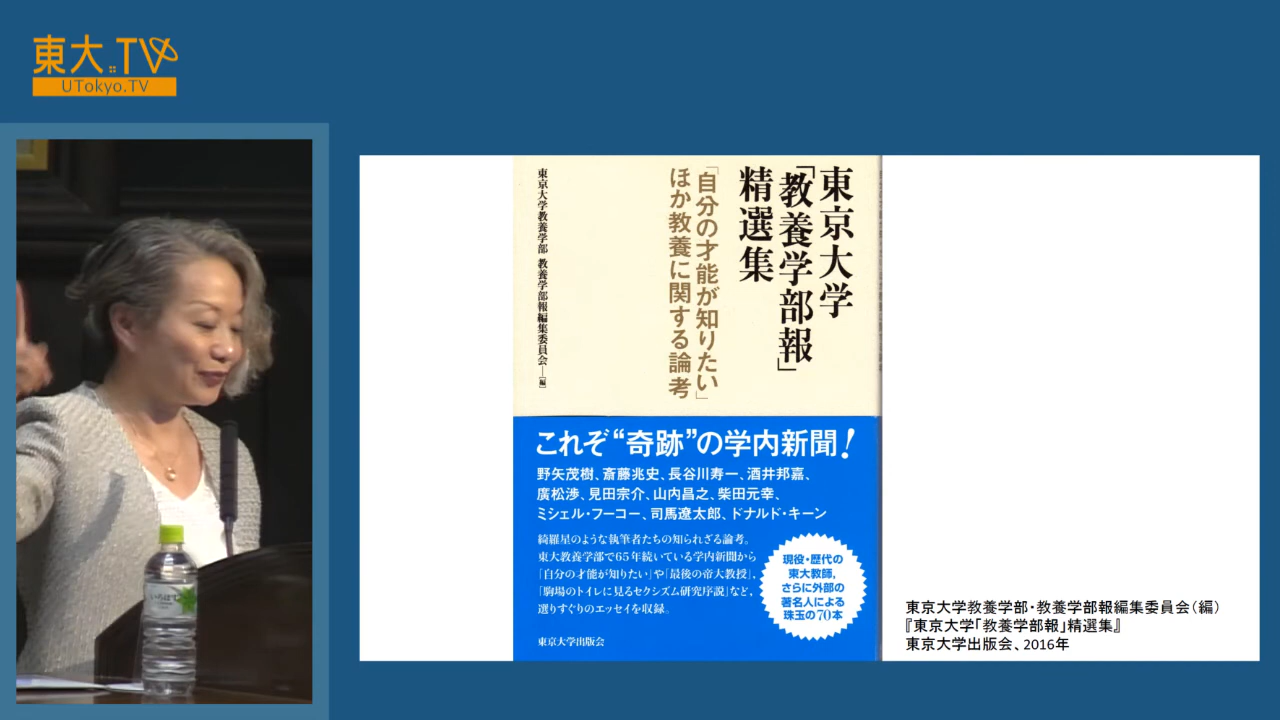 東大.TV
UTokyo.TV
東京大学
「教養学部報」
精選集
「自分の才能が知りたい」
ほか教養に関する論考
東京大学教養学部 教養学部報編集委員会―[編]
これぞ“奇跡”の学内新聞!
野矢茂樹、斎藤兆史、長谷川寿一、酒井邦嘉、
廣松渉、見田宗介、山内昌之、柴田元幸、
ミシェル・フーコー、司馬遼太郎、ドナルド・キーン
綺羅星のような執筆者たちの知られざる論考。
東大教養学部で65年続いている学内新聞から
「自分の才能が知りたい」や「最後の帝大教授」、
「駒場のトイレに見るセクシズム研究序説」など、
選りすぐりのエッセイを収録。
現役・歴代の
東大教師、
さらに外部の
著名人による
珠玉の70本
東京大学出版会
東京大学教養学部・教養学部報編集委員会(編)
『東京大学「教養学部報」精選集』
東京大学出版会、2016年
いろはす